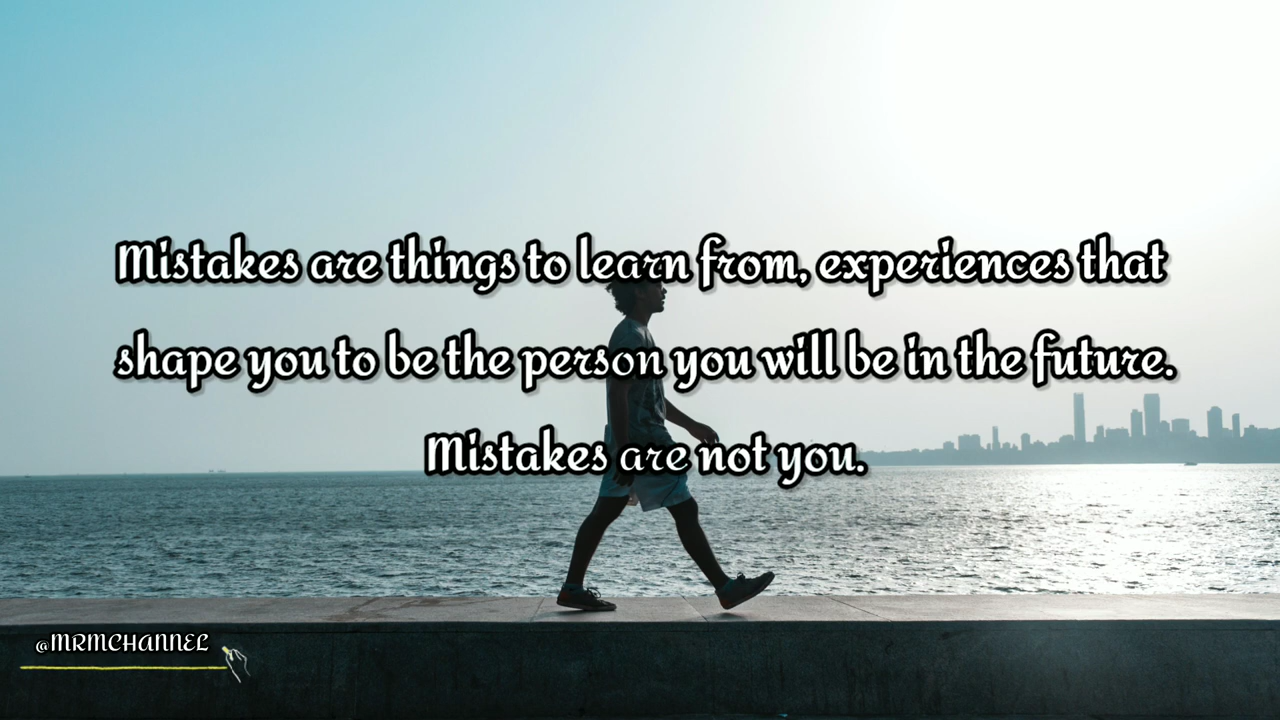 Mistakes are things to learn from, experiences that
shape you to be the person you will be in the future.
Mistakes are not you.
@MRMCHANNEL